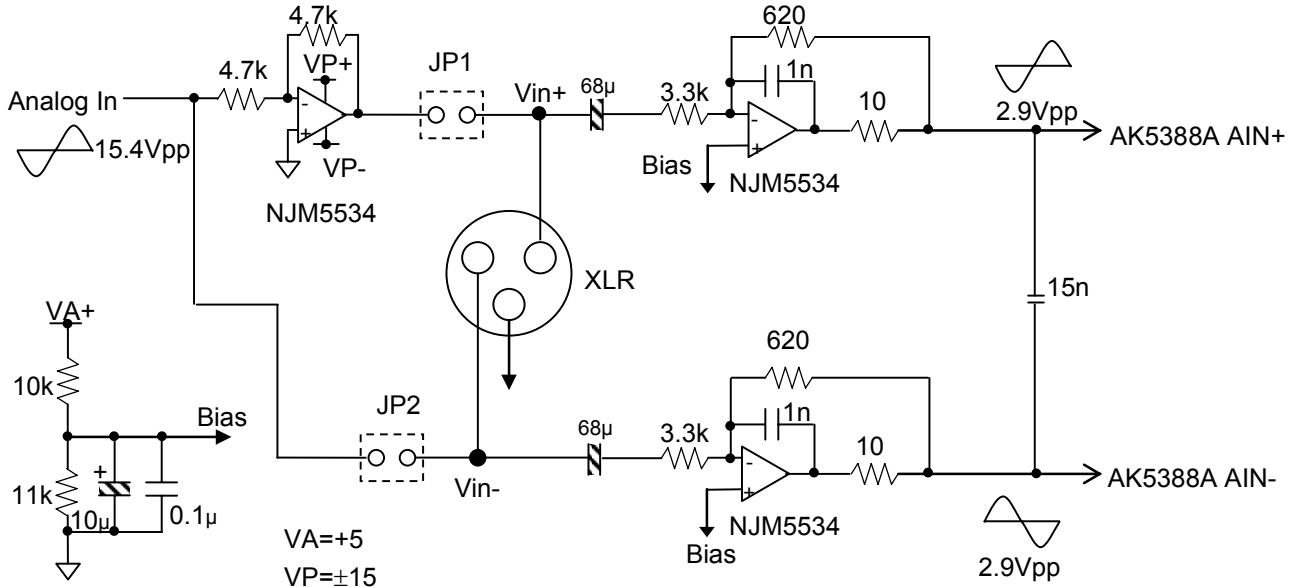 4.7k
620
VP+
JP1
4.7k
Vin+
68µ
1n
3.3k
10
2.9Vpp
Analog In
-
+
-
+
AK5388A AIN+
15.4Vpp
VP-
Bias
NJM5534
NJM5534
XLR
15n
VA+
620
10k
JP2
1n
Bias
68µ
3.3k
10
-
+
AK5388A AIN-
+
11k
10µ
0.1µ
Vin-
NJM5534
VA=+5
Bias
VP=±15
2.9Vpp